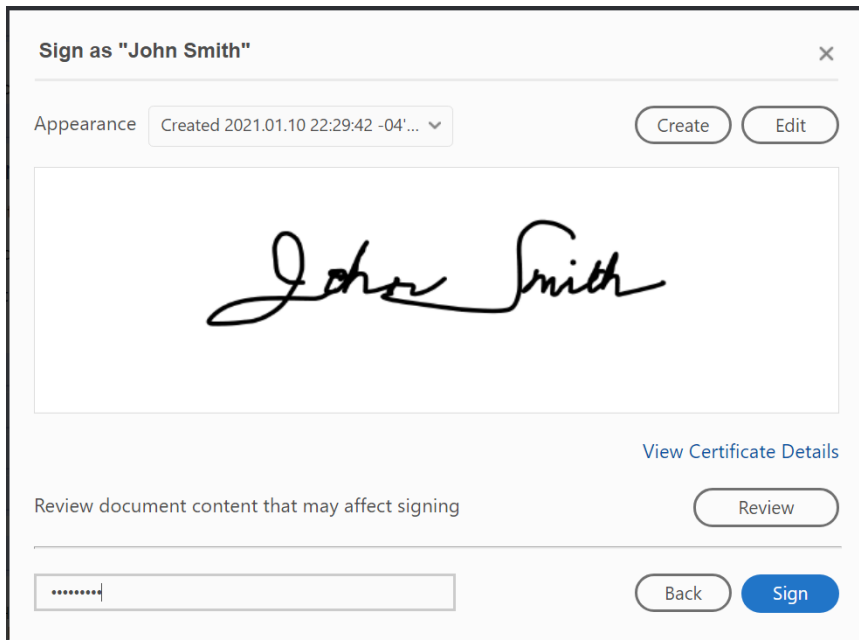 Sign as "John Smith"
Appearance Created 2021.01.10 22:29:42 -04'... Create Edit
John Smith
View Certificate Details
Review document content that may affect signing Review
••••••••• Back Sign